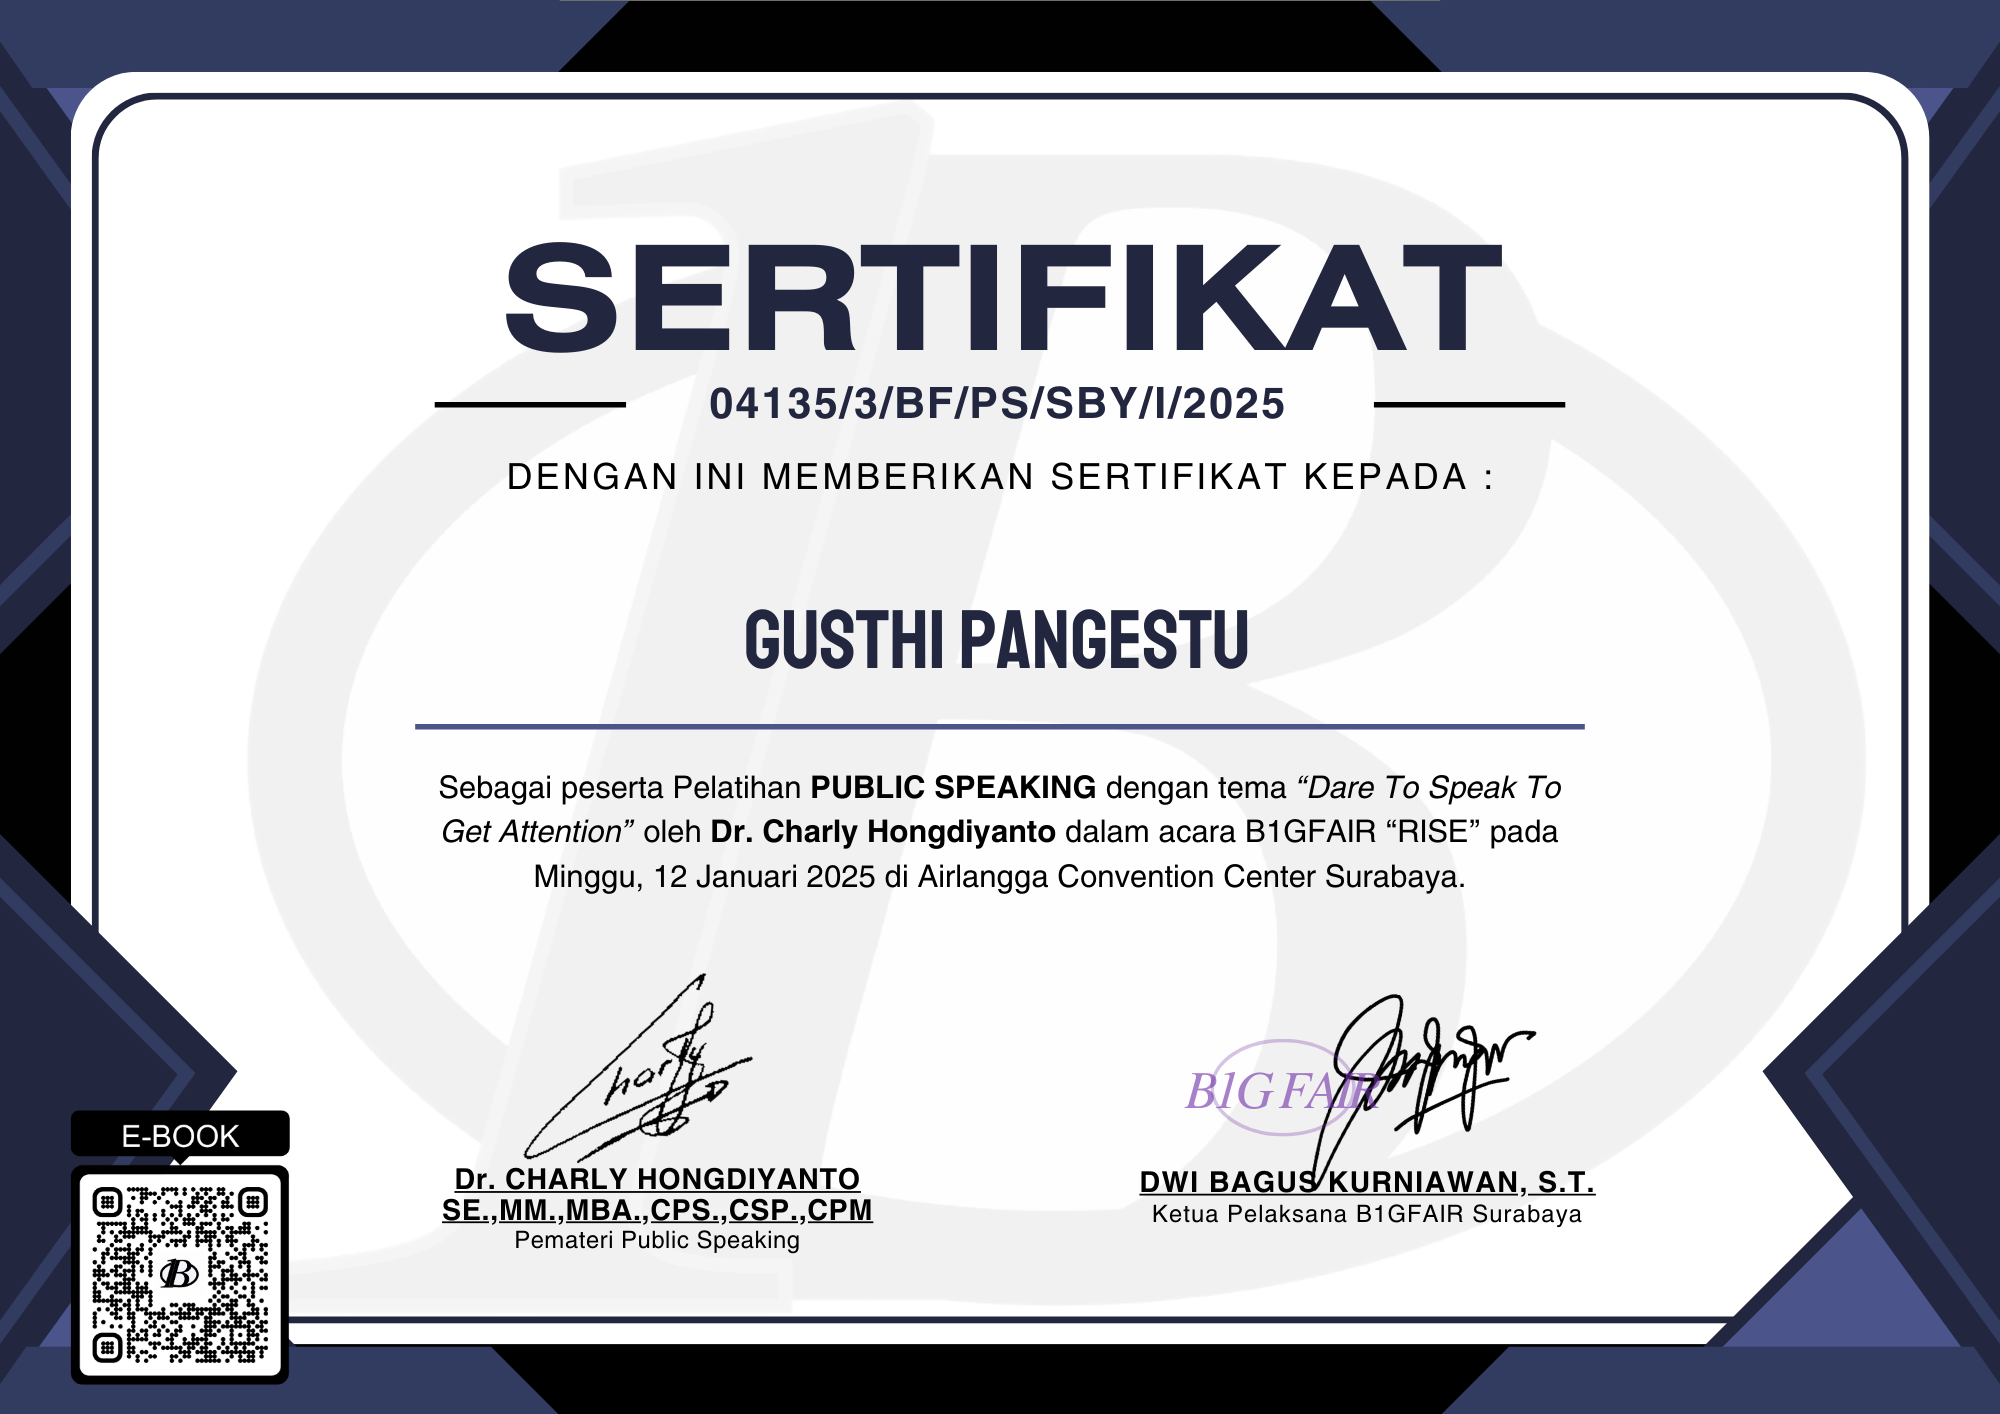 SERTIFIKAT
04135/3/BF/PS/SBY/I/2025
DENGAN INI MEMBERIKAN SERTIFIKAT KEPADA :
GUSTHI PANGESTU
Sebagai peserta Pelatihan PUBLIC SPEAKING dengan tema “Dare To Speak To
Get Attention” oleh Dr. Charly Hongdiyanto dalam acara B1GFAIR “RISE” pada
Minggu, 12 Januari 2025 di Airlangga Convention Center Surabaya.
Charly
B1G FAIR
Dr. CHARLY HONGDIYANTO
SE.,MM.,MBA.,CPS.,CSP.,CPM
Pemateri Public Speaking
DWI BAGUS KURNIAWAN, S.T.
Ketua Pelaksana B1GFAIR Surabaya
E-BOOK
1B